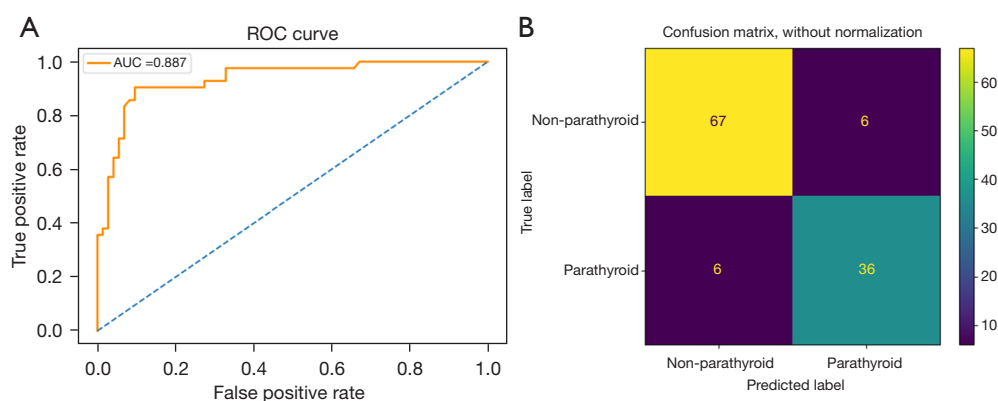 A
ROC curve
AUC =0.887
1.0
0.8
0.6
0.4
0.2
0.0
True positive rate
0.0 0.2 0.4 0.6 0.8 1.0
False positive rate
B
Confusion matrix, without normalization
Non-parathyroid
67 6
True label
Parathyroid
6 36
Non-parathyroid Parathyroid
Predicted label
60
50
40
30
20
10